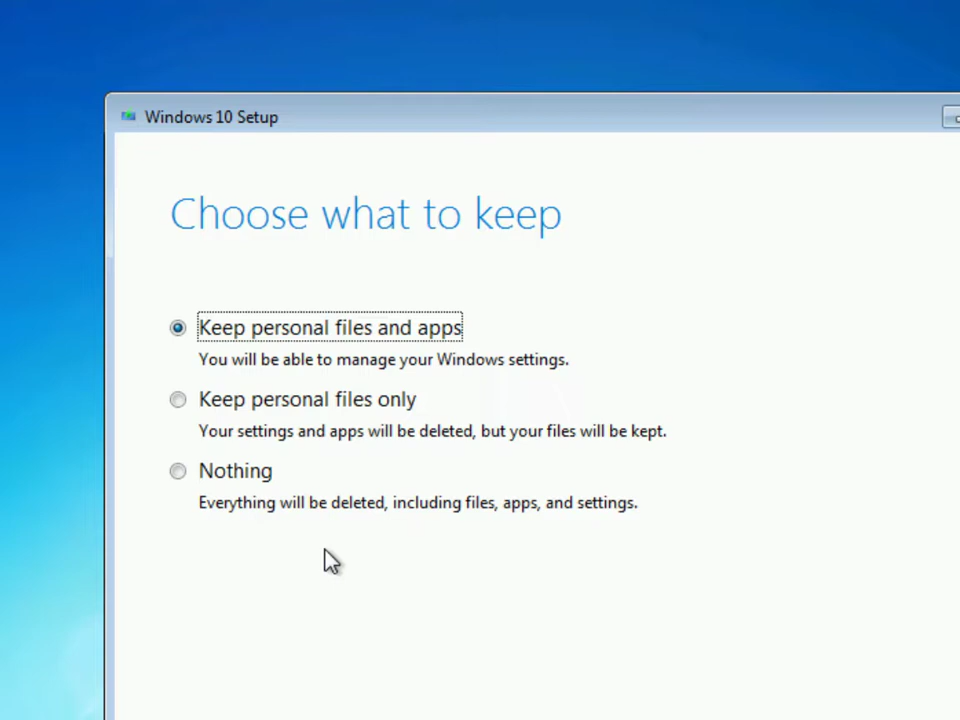 Windows 10 Setup
Choose what to keep
Keep personal files and apps
You will be able to manage your Windows settings.
Keep personal files only
Your settings and apps will be deleted, but your files will be kept.
Nothing
Everything will be deleted, including files, apps, and settings.